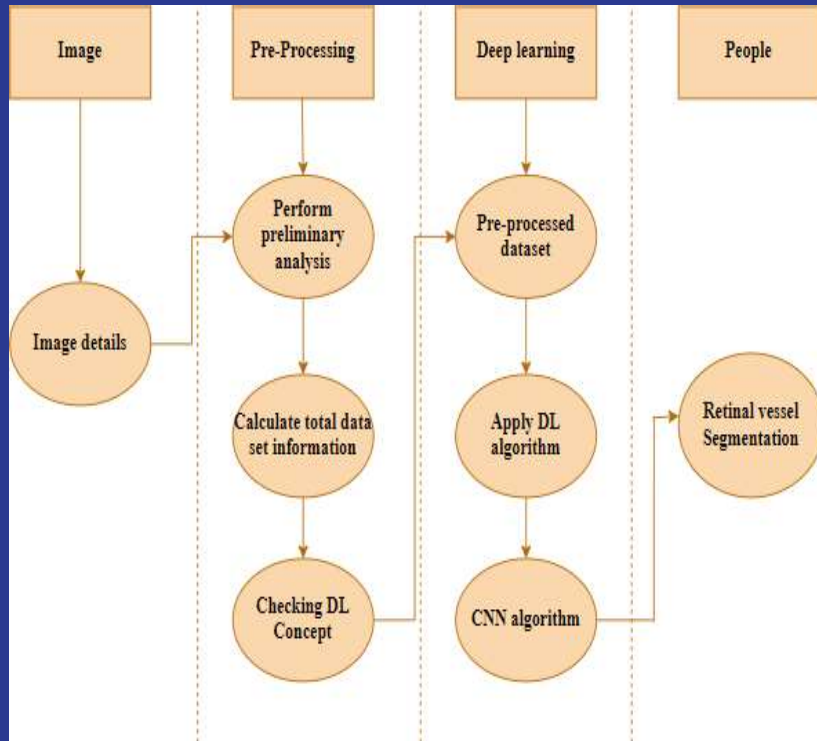 Image
Pre-Processing
Deep learning
People
Perform
preliminary
analysis
Pre-processed
dataset
Image details
Calculate total data
set information
Apply DL
algorithm
Retinal vessel
Segmentation
Checking DL
Concept
CNN algorithm